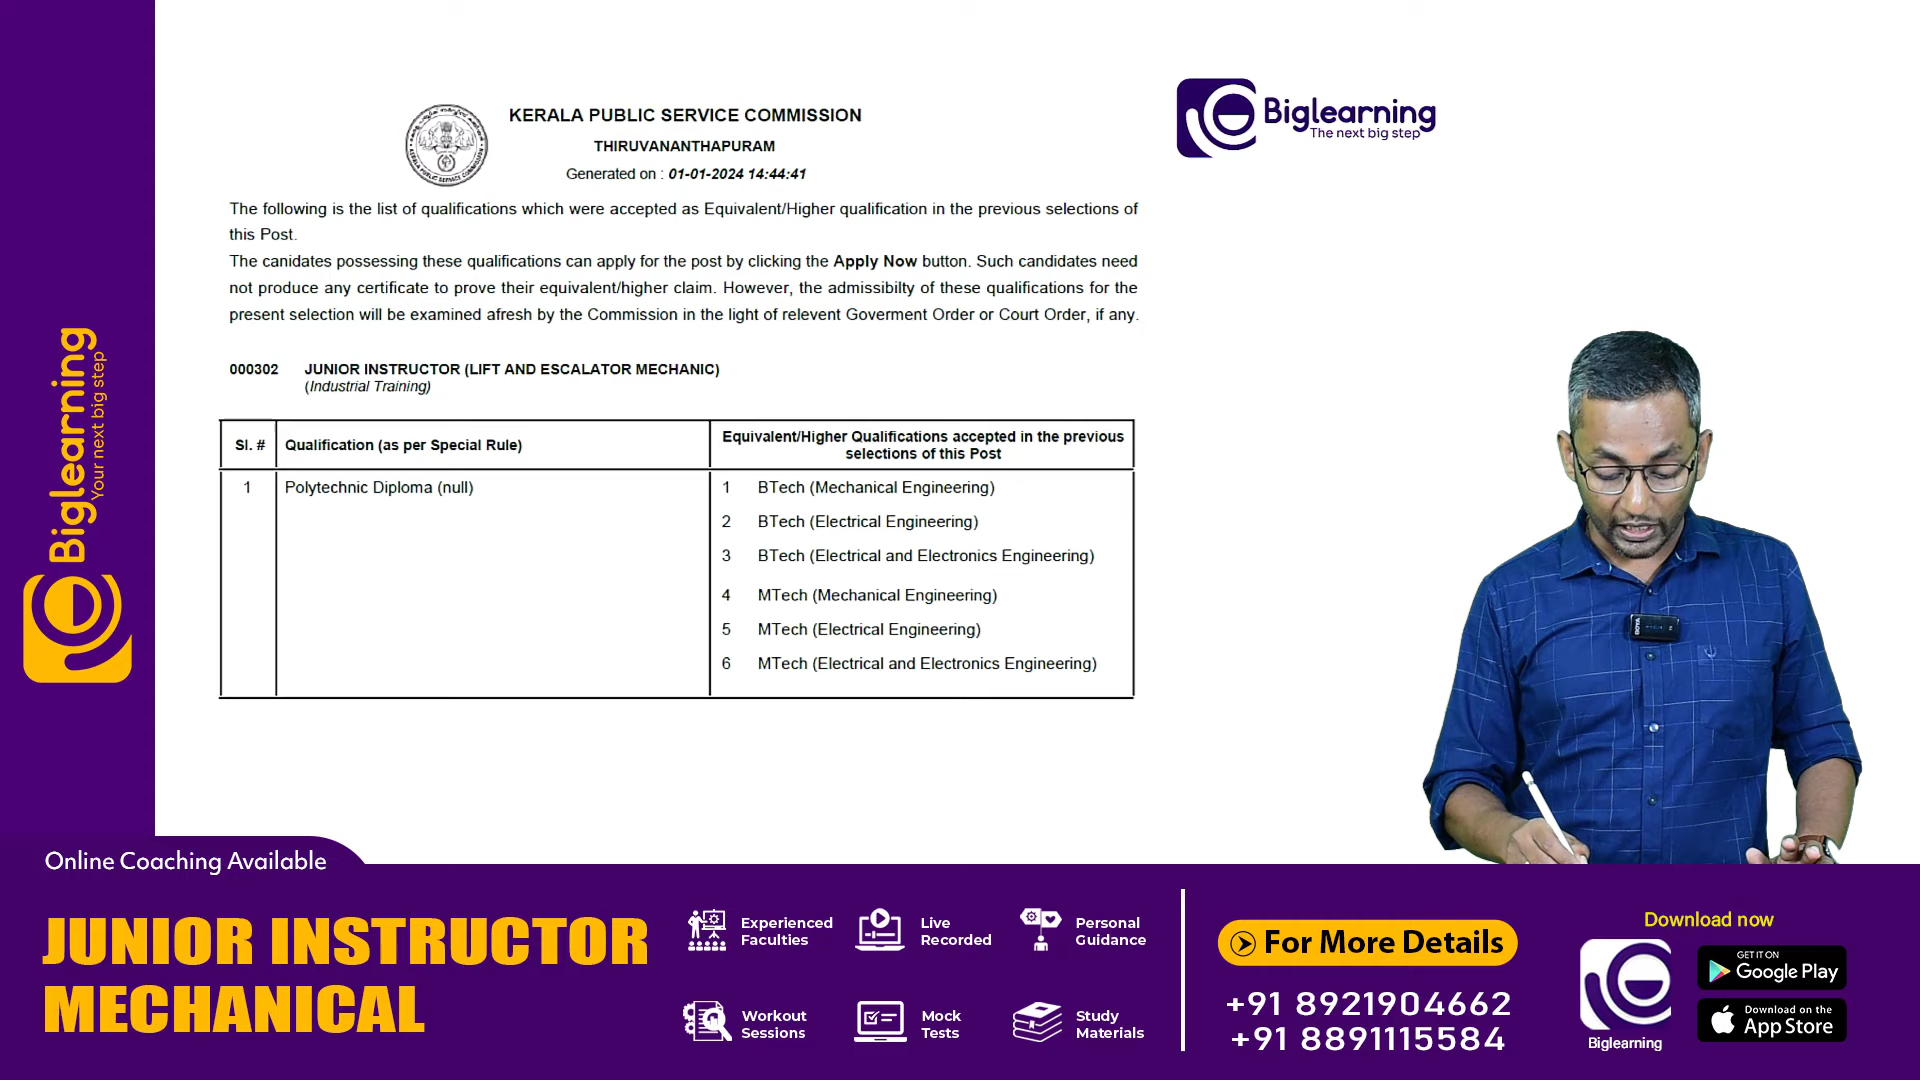 KERALA PUBLIC SERVICE COMMISSION
THIRUVANANTHAPURAM
Generated on : 01-01-2024 14:44:41
Biglearning
The next big step
The following is the list of qualifications which were accepted as Equivalent/Higher qualification in the previous selections of
this Post.
The canidates possessing these qualifications can apply for the post by clicking the Apply Now button. Such candidates need
not produce any certificate to prove their equivalent/higher claim. However, the admissibilty of these qualifications for the
present selection will be examined afresh by the Commission in the light of relevent Goverment Order or Court Order, if any.
000302 JUNIOR INSTRUCTOR (LIFT AND ESCALATOR MECHANIC)
(Industrial Training)
Sl. # Qualification (as per Special Rule) Equivalent/Higher Qualifications accepted in the previous
selections of this Post
1 Polytechnic Diploma (null) 1 BTech (Mechanical Engineering)
2 BTech (Electrical Engineering)
3 BTech (Electrical and Electronics Engineering)
4 MTech (Mechanical Engineering)
5 MTech (Electrical Engineering)
6 MTech (Electrical and Electronics Engineering)
Biglearning
Your next big step
BOYA
Online Coaching Available
JUNIOR INSTRUCTOR
MECHANICAL
Experienced
Faculties
Live
Recorded
Personal
Guidance
Workout
Sessions
Mock
Tests
Study
Materials
For More Details
+91 8921904662
+91 8891115584
Download now
Biglearning
GET IT ON
Google Play
Download on the
App Store